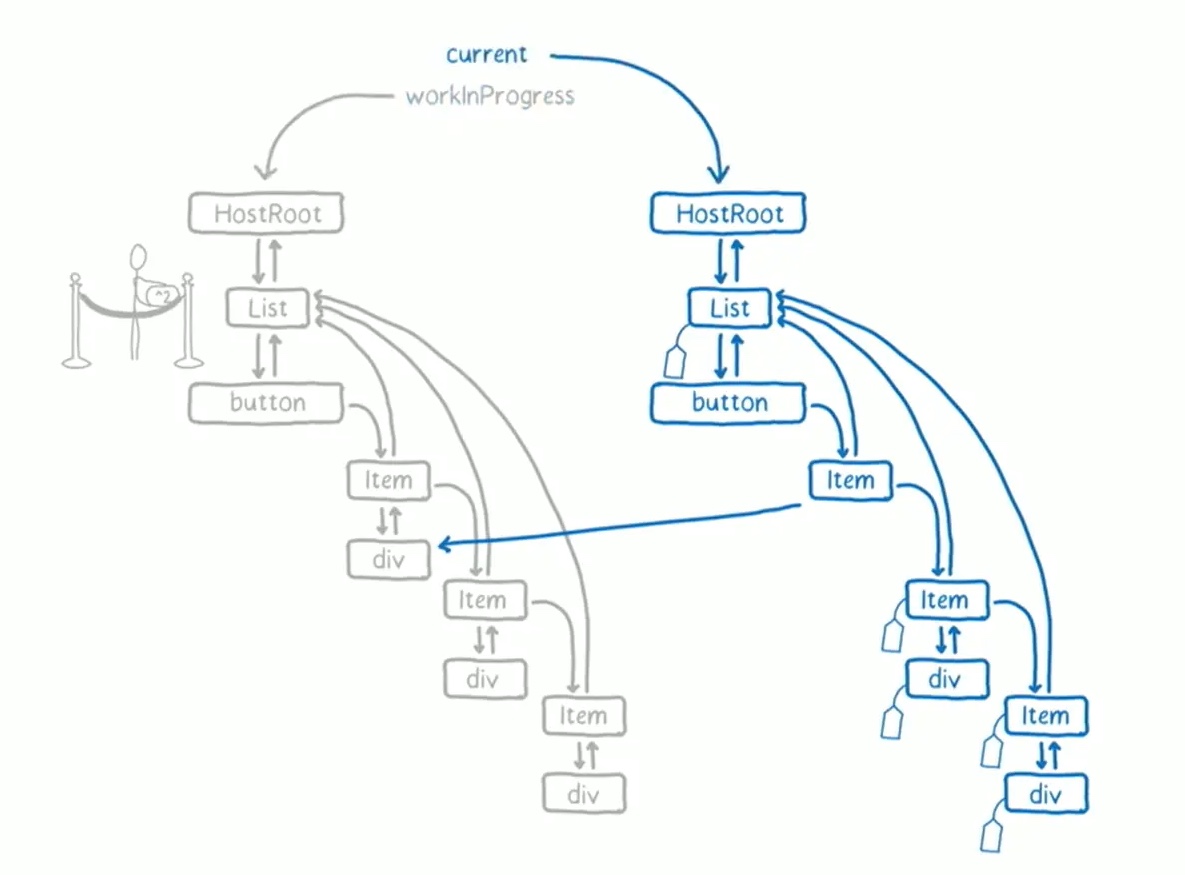 current
workInProgress
HostRoot
HostRoot
^2
List
List
button
button
Item
Item
div
Item
Item
div
div
Item
Item
div
div